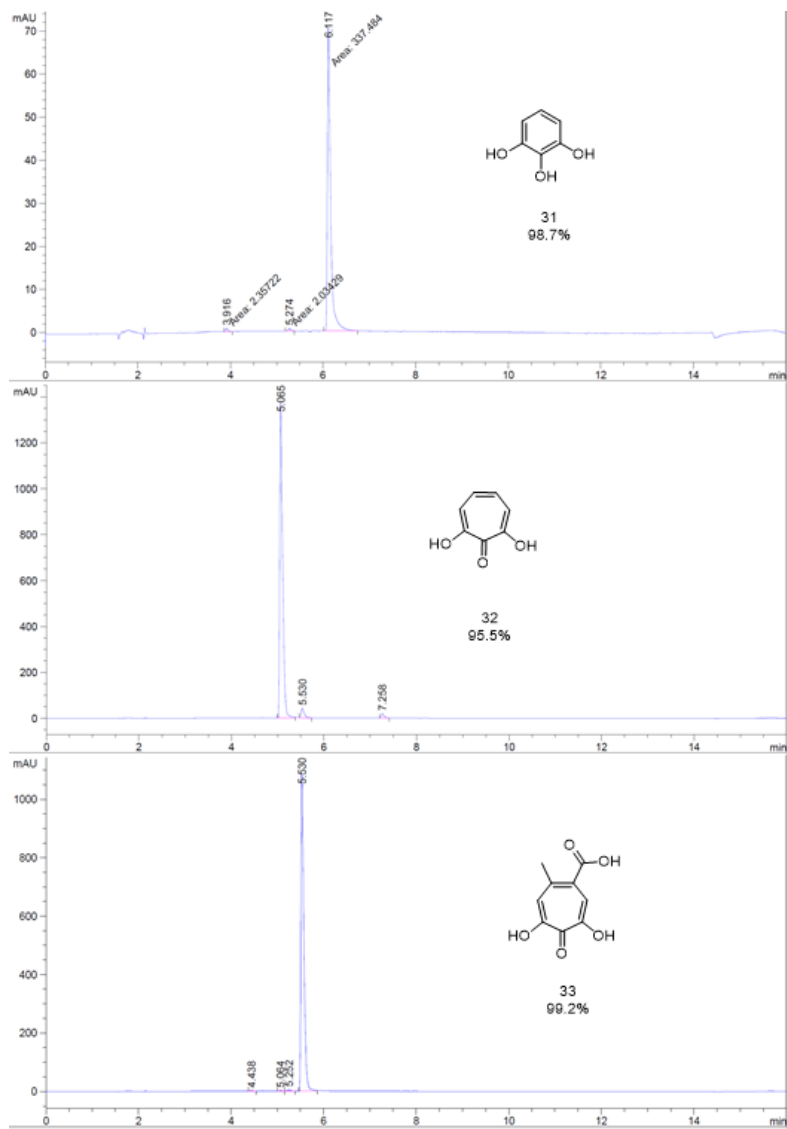 mAU
70
60
50
40
30
20
10
0
6.117
Area: 337.484
3.916
Area: 2.35722
5.274
Area: 2.03429
HO
OH
OH
31
98.7%
0 2 4 6 8 10 12 14 min
mAU
1200
1000
800
600
400
200
0
5.065
5.530
7.258
HO
O
OH
32
95.5%
0 2 4 6 8 10 12 14 min
mAU
1000
800
600
400
200
0
5.530
4.438
5.064
5.252
O
OH
HO
O
OH
33
99.2%
0 2 4 6 8 10 12 14 min